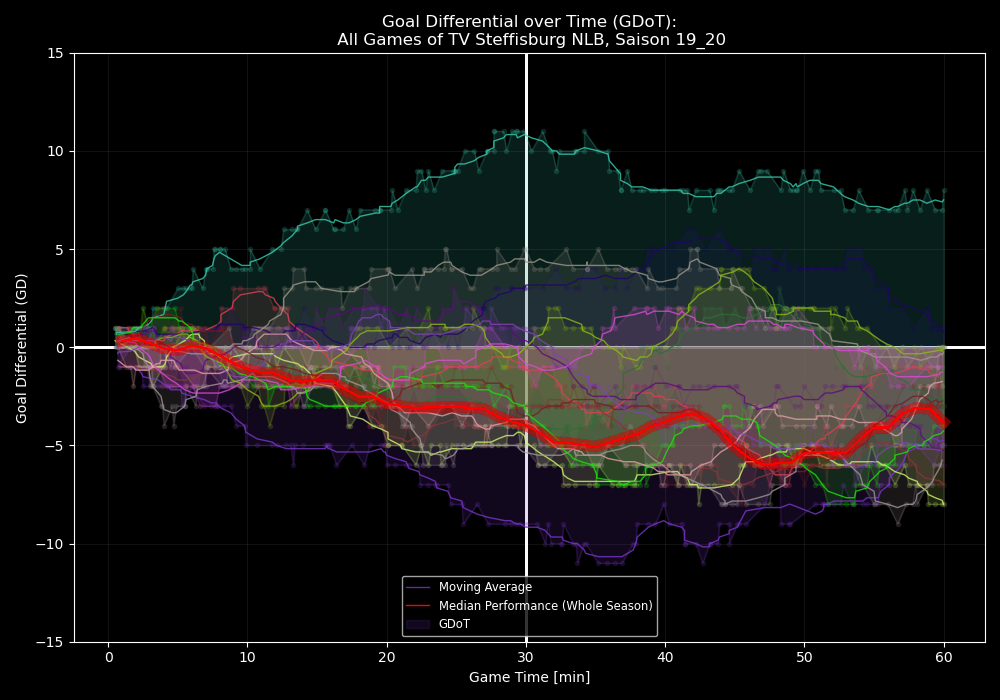 Goal Differential over Time (GDoT):
All Games of TV Steffisburg NLB, Saison 19_20
15
10
5
0
−5
−10
−15
Goal Differential (GD)
Moving Average
Median Performance (Whole Season)
GDoT
0 10 20 30 40 50 60
Game Time [min]